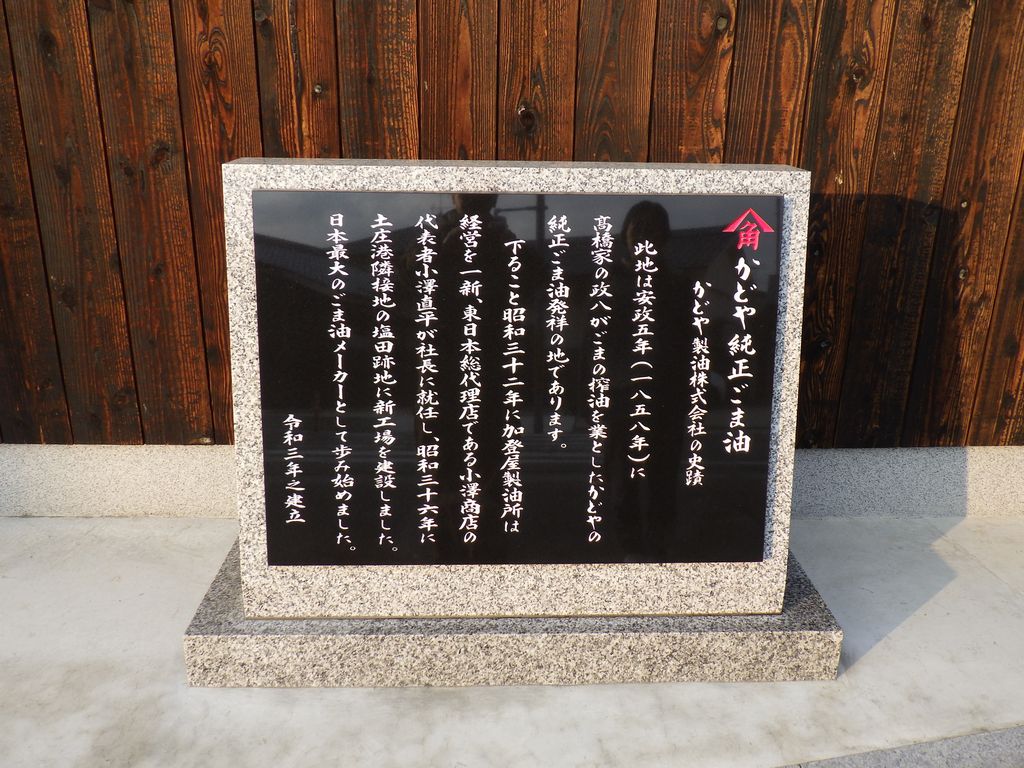 角 かどや純正ごま油
かどや製油株式会社の史蹟
此地は安政五年(一八五八年)に
髙橋家の政八がごまの搾油を業としたかどやの
純正ごま油発祥の地であります。
下ること昭和三十二年に加登屋製油所は
経営を一新、東日本総代理店である小澤商店の
代表者小澤直平が社長に就任し、昭和三十六年に
土庄港隣接地の塩田跡地に新工場を建設しました。
日本最大のごま油メーカーとして歩み始めました。
令和三年之建立